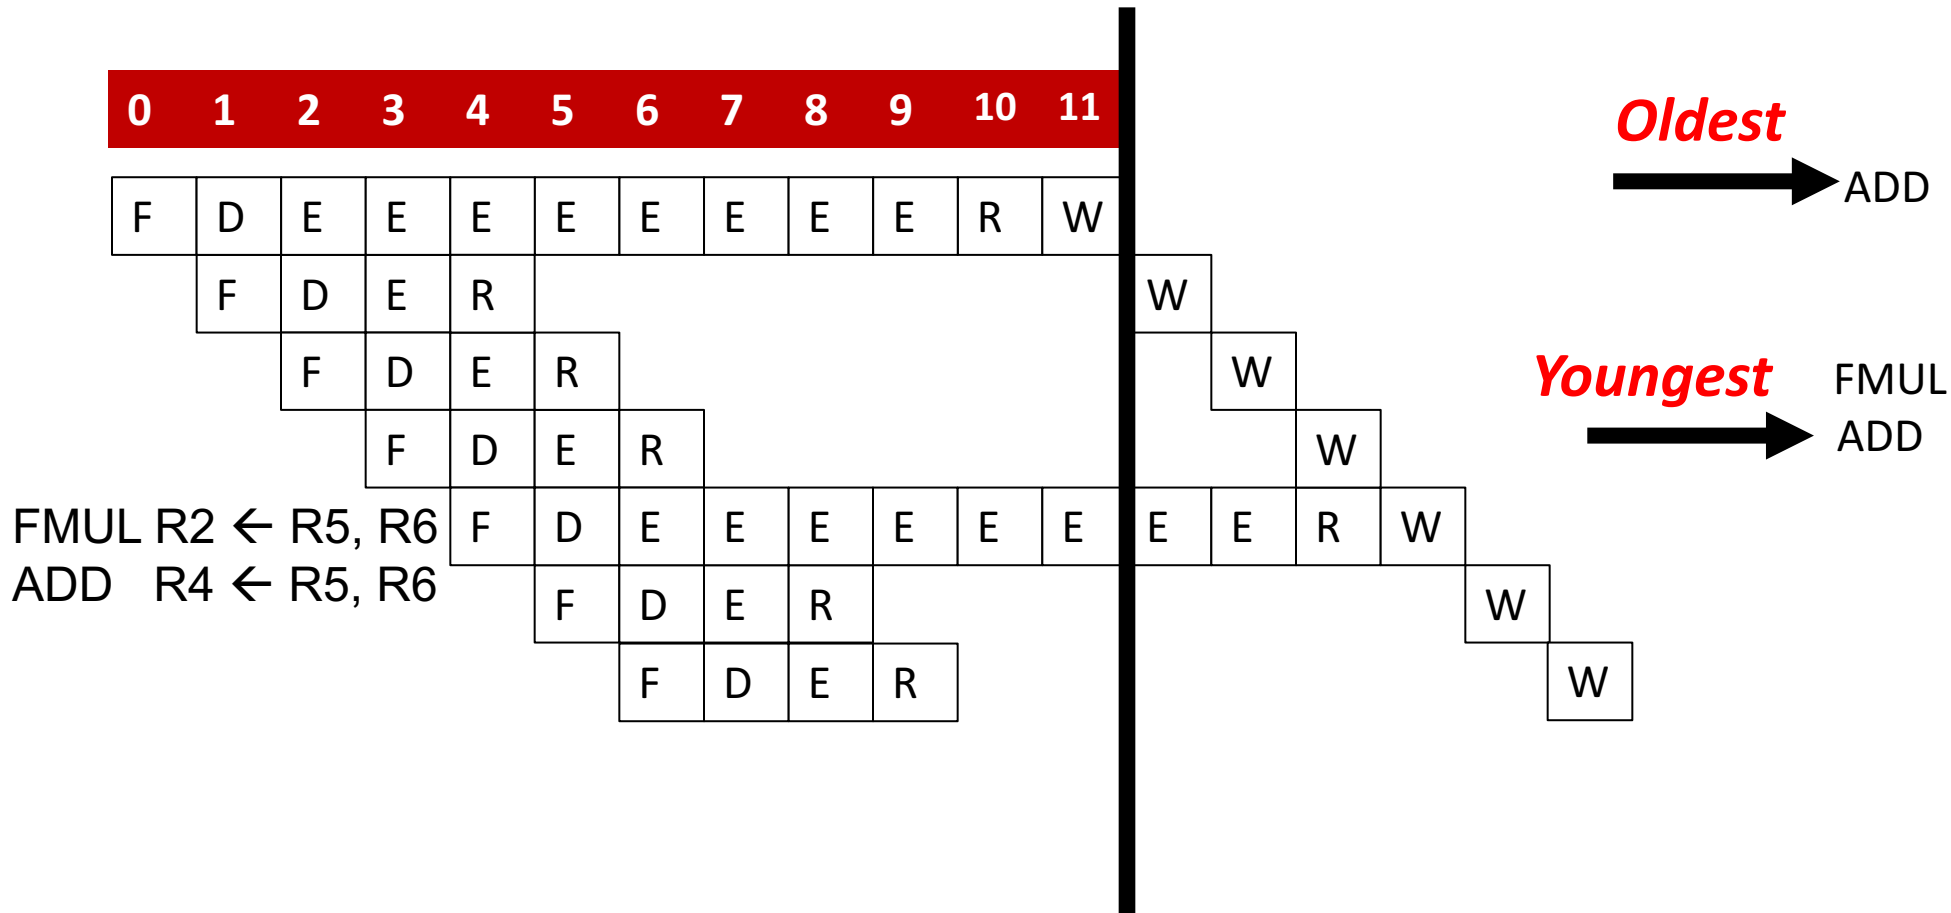 0 1 2 3 4 5 6 7 8 9 10 11
Oldest
ADD
F D E E E E E E E E R W
F D E R W
F D E R W
Youngest FMUL
ADD
F D E R W
FMUL R2 ← R5, R6 F D E E E E E E E E R W
ADD R4 ← R5, R6 F D E R W
F D E R W